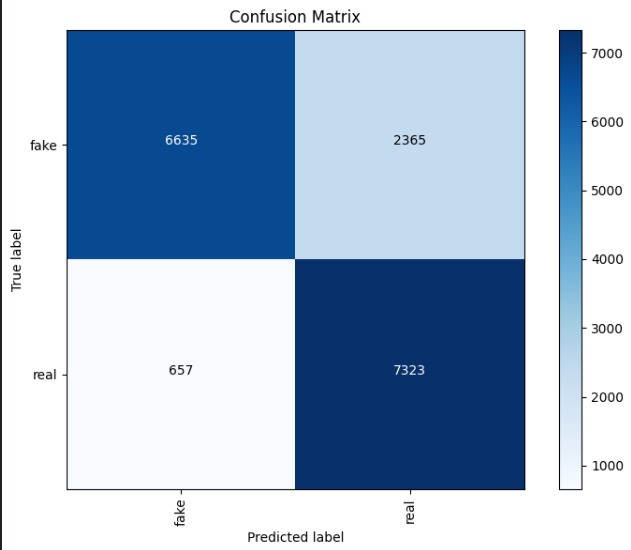 Confusion Matrix
7000
6000
5000
4000
3000
2000
1000
True label
fake
6635
2365
real
657
7323
fake
real
Predicted label